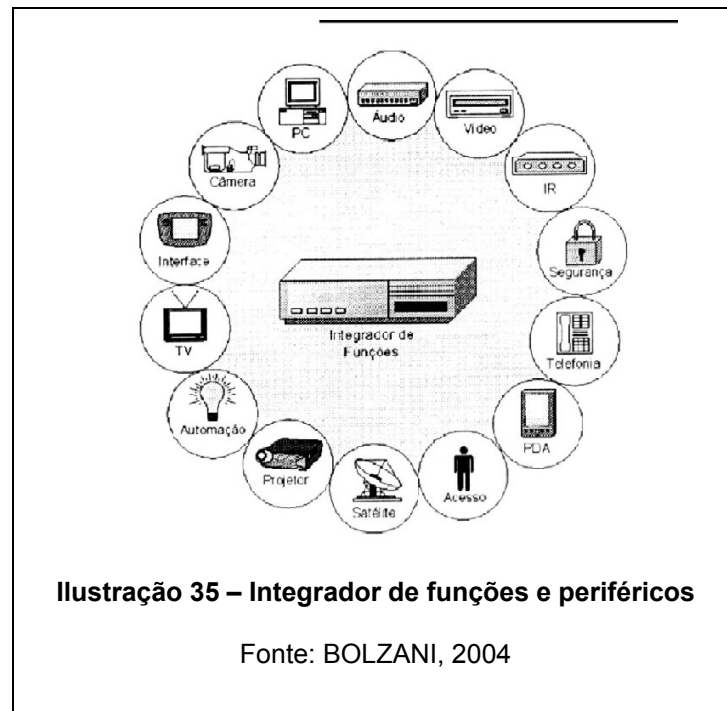 PC
Áudio
Vídeo
IR
Segurança
Telefonia
PDA
Acesso
Satélite
Projetor
Automação
TV
Interface
Câmera
Integrador de
Funções
Ilustração 35 – Integrador de funções e periféricos
Fonte: BOLZANI, 2004